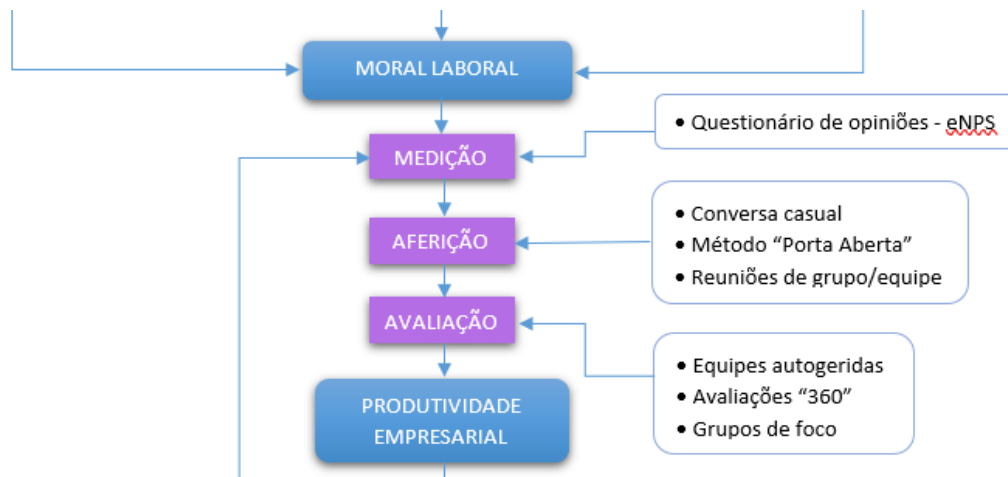 MORAL LABORAL
• Questionário de opiniões - eNPS
MEDIÇÃO
• Conversa casual
• Método “Porta Aberta”
• Reuniões de grupo/equipe
AFERIÇÃO
AVALIAÇÃO
• Equipes autogeridas
• Avaliações “360”
• Grupos de foco
PRODUTIVIDADE
EMPRESARIAL